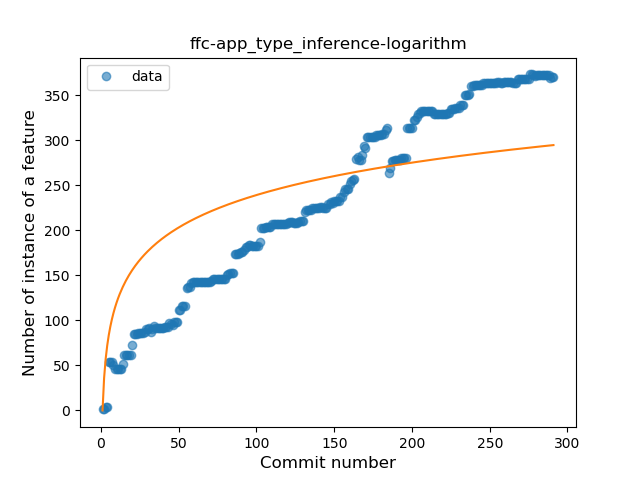 ffc-app_type_inference-logarithm
data
Number of instance of a feature
350
300
250
200
150
100
50
0
0 50 100 150 200 250 300
Commit number